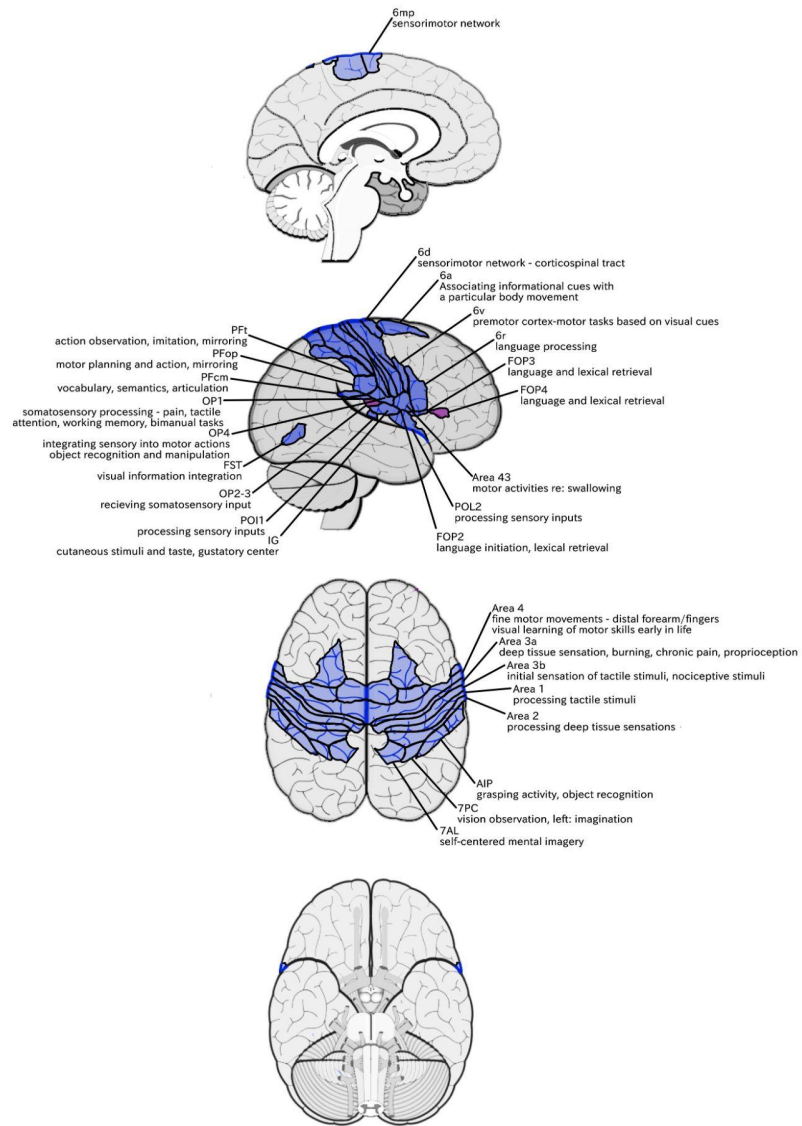 6mp
sensorimotor network
6d
sensorimotor network - corticospinal tract
6a
Associating informational cues with
a particular body movement
6v
premotor cortex-motor tasks based on visual cues
6r
language processing
FOP3
language and lexical retrieval
FOP4
language and lexical retrieval
PFt
action observation, imitation, mirroring
PFop
motor planning and action, mirroring
PFcm
vocabulary, semantics, articulation
OP1
somatosensory processing - pain, tactile
attention, working memory, bimanual tasks
OP4
integrating sensory into motor actions
object recognition and manipulation
FST
visual information integration
OP2-3
recieving somatosensory input
POI1
processing sensory inputs
IG
cutaneous stimuli and taste, gustatory center
Area 43
motor activities re: swallowing
POL2
processing sensory inputs
FOP2
language initiation, lexical retrieval
Area 4
fine motor movements - distal forearm/fingers
visual learning of motor skills early in life
Area 3a
deep tissue sensation, burning, chronic pain, proprioception
Area 3b
initial sensation of tactile stimuli, nociceptive stimuli
Area 1
processing tactile stimuli
Area 2
processing deep tissue sensations
AIP
grasping activity, object recognition
7PC
vision observation, left: imagination
7AL
self-centered mental imagery